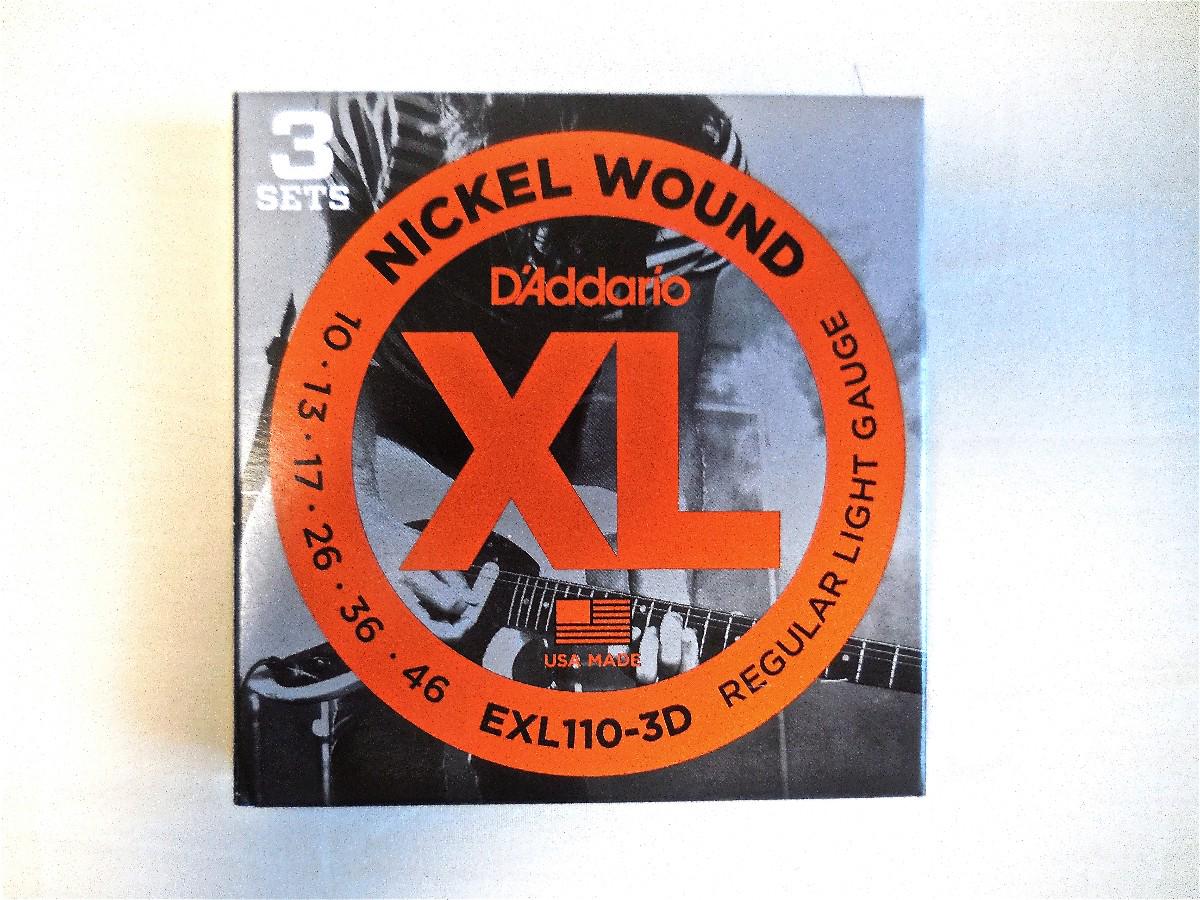 3
SETS
NICKEL WOUND
D'Addario
XL
10 · 13 · 17 · 26 · 36 · 46
REGULAR LIGHT GAUGE
USA MADE
EXL110-3D